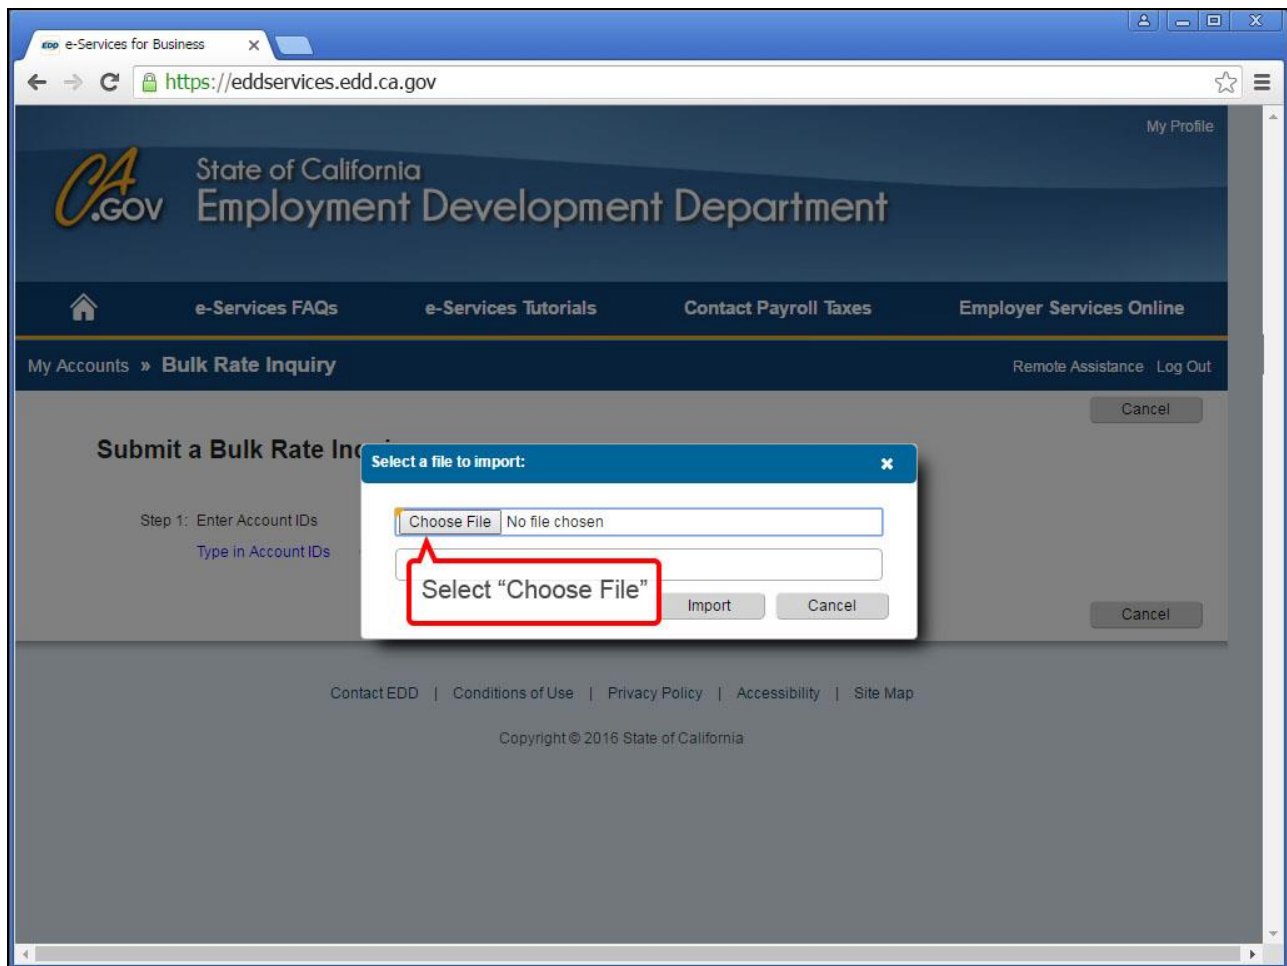 EDD e-Services for Business
https://eddservices.edd.ca.gov
My Profile
CA
.GOV
State of California
Employment Development Department
e-Services FAQs e-Services Tutorials Contact Payroll Taxes Employer Services Online
My Accounts » Bulk Rate Inquiry Remote Assistance Log Out
Cancel
Submit a Bulk Rate
Select a file to import:
Step 1: Enter Account IDs
Choose File No file chosen
Type in Account IDs
Select “Choose File”
Import Cancel
Cancel
Contact EDD | Conditions of Use | Privacy Policy | Accessibility | Site Map
Copyright © 2016 State of California